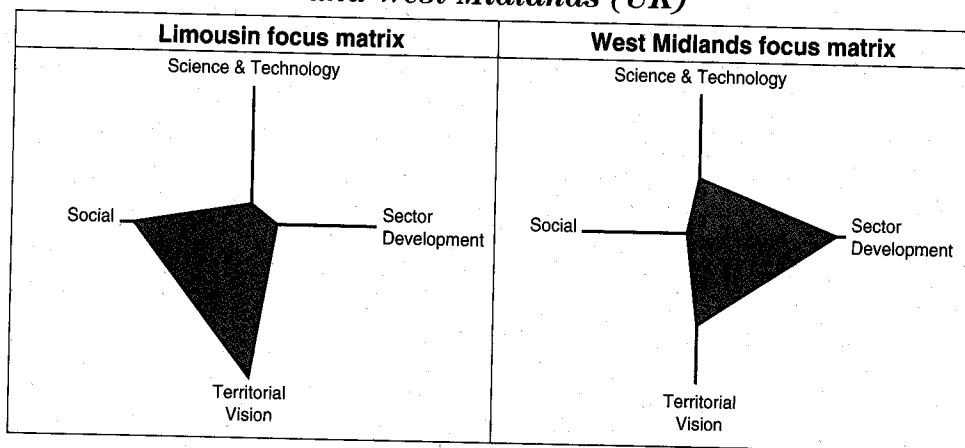 and West Midlands (UK)
Limousin focus matrix
Science & Technology
Social
Sector
Development
Territorial
Vision
West Midlands focus matrix
Science & Technology
Social
Sector
Development
Territorial
Vision